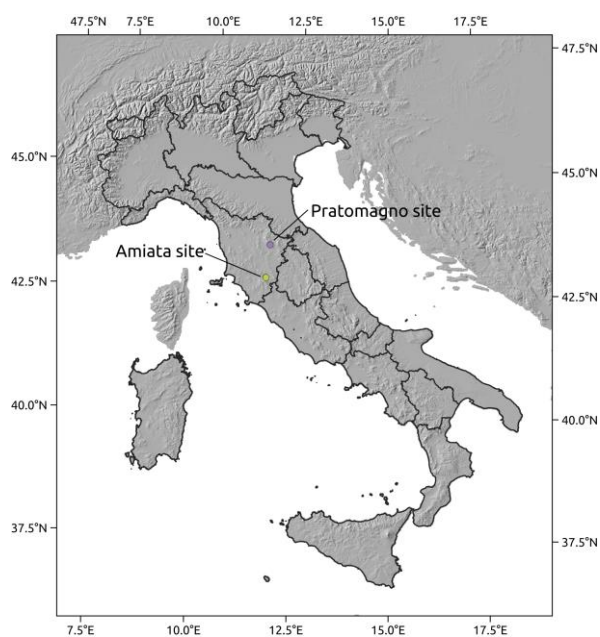 47.5°N 7.5°E 10.0°E 12.5°E 15.0°E 17.5°E
47.5°N
45.0°N
45.0°N
Pratomagno site
Amiata site
42.5°N
42.5°N
40.0°N
40.0°N
37.5°N
37.5°N
7.5°E 10.0°E 12.5°E 15.0°E 17.5°E